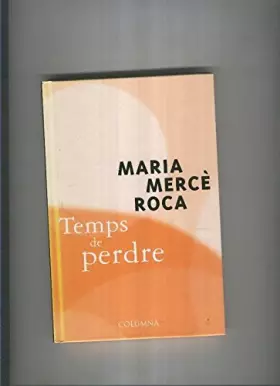 MARIA
MERCÈ
ROCA
Temps
de
perdre
COLUMNA